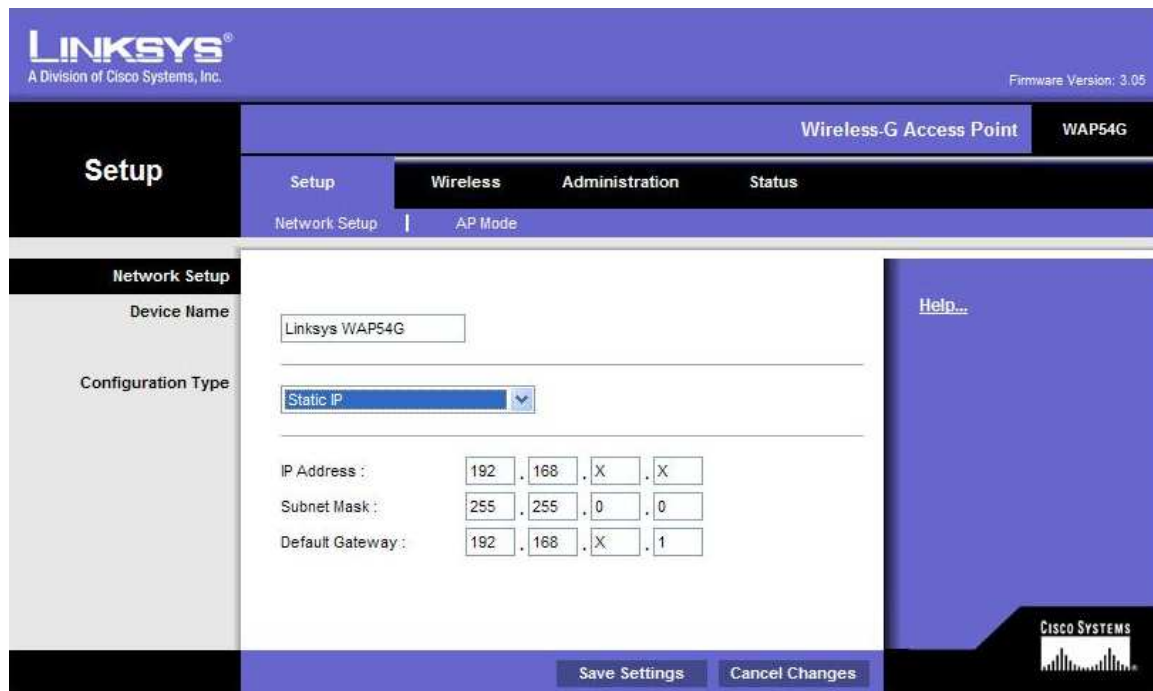 LINKSYS®
A Division of Cisco Systems, Inc.
Firmware Version: 3.05
Wireless-G Access Point WAP54G
Setup
Setup Wireless Administration Status
Network Setup | AP Mode
Network Setup
Device Name
Linksys WAP54G
Help...
Configuration Type
Static IP
IP Address : 192 . 168 . X . X
Subnet Mask : 255 . 255 . 0 . 0
Default Gateway : 192 . 168 . X . 1
CISCO SYSTEMS
Save Settings Cancel Changes